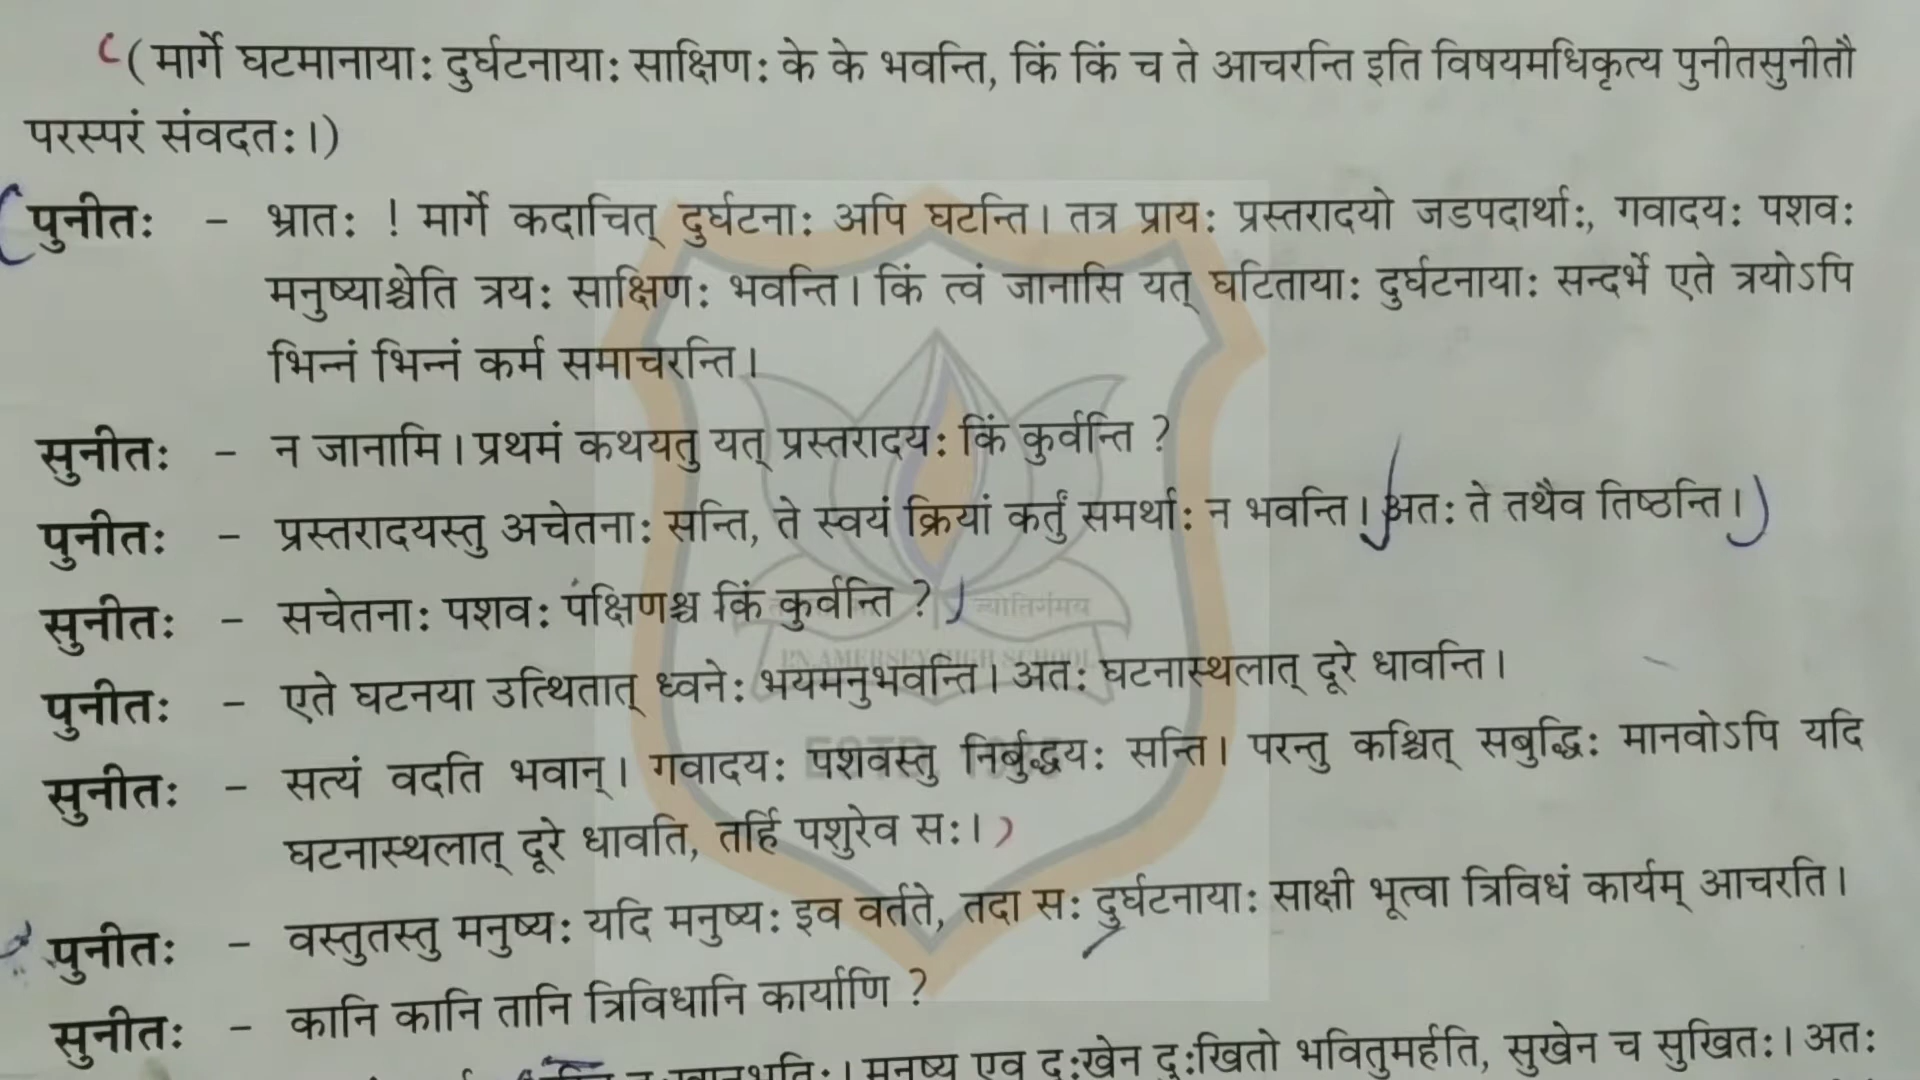 ( मार्गे घटमानायाः दुर्घटनायाः साक्षिणः के के भवन्ति, किं किं च ते आचरन्ति इति विषयमधिकृत्य पुनीतसुनीतौ
परस्परं संवदतः।)
पुनीतः - भ्रातः ! मार्गे कदाचित् दुर्घटनाः अपि घटन्ति। तत्र प्रायः प्रस्तरादयो जडपदार्थाः, गवादयः पशवः
मनुष्याश्चेति त्रयः साक्षिणः भवन्ति। किं त्वं जानासि यत् घटितायाः दुर्घटनायाः सन्दर्भे एते त्रयोऽपि
भिन्नं भिन्नं कर्म समाचरन्ति।
सुनीतः - न जानामि। प्रथमं कथयतु यत् प्रस्तरादयः किं कुर्वन्ति ?
पुनीतः - प्रस्तरादयस्तु अचेतनाः सन्ति, ते स्वयं क्रियां कर्तुं समर्थाः न भवन्ति। अतः ते तथैव तिष्ठन्ति।
सुनीतः - सचेतनाः पशवः पक्षिणश्च किं कुर्वन्ति ?
ज्योतिर्गमय
P.N.AMERSEY HIGH SCHOOL
पुनीतः - एते घटनया उत्थितात् ध्वनेः भयमनुभवन्ति। अतः घटनास्थलात् दूरे धावन्ति।
सुनीतः - सत्यं वदति भवान्। गवादयः पशवस्तु निर्बुद्धयः सन्ति। परन्तु कश्चित् सबुद्धिः मानवोऽपि यदि
घटनास्थलात् दूरे धावति, तर्हि पशुरेव सः।
पुनीतः - वस्तुतस्तु मनुष्यः यदि मनुष्यः इव वर्तते, तदा सः दुर्घटनायाः साक्षी भूत्वा त्रिविधं कार्यम् आचरति।
सुनीतः - कानि कानि तानि त्रिविधानि कार्याणि ?
मनुष्य एव दुःखेन दुःखितो भवितुमर्हति, सुखेन च सुखितः। अतः